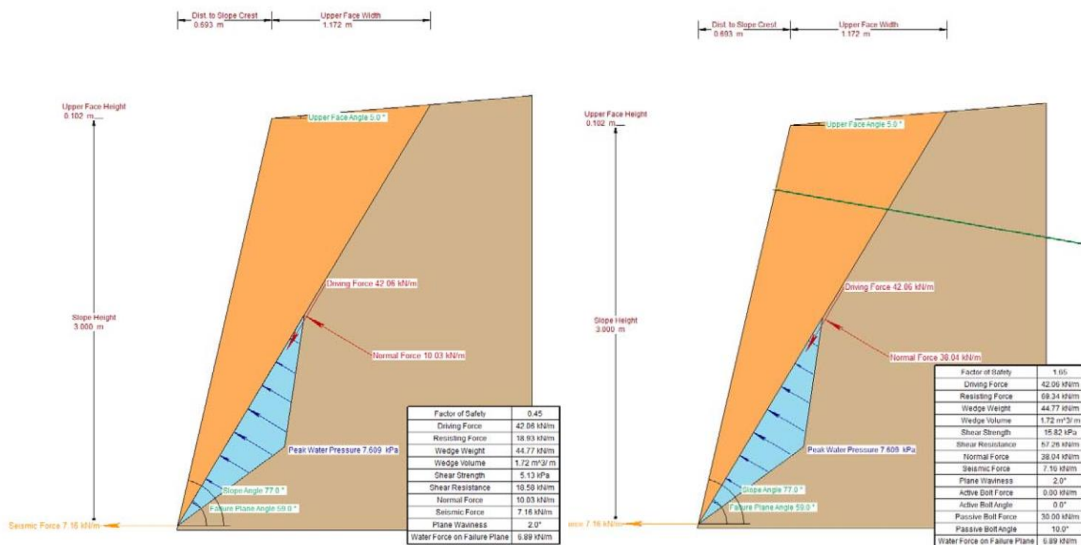 Dist. to Slope Crest
0.693 m
Upper Face Width
1.172 m
Upper Face Height
0.102 m
Upper Face Angle 5.0 °
Slope Height
3.000 m
Driving Force 42.06 kN/m
Normal Force 10.03 kN/m
Peak Water Pressure 7.609 kPa
Slope Angle 77.0 °
Failure Plane Angle 59.0 °
Seismic Force 7.16 kN/m
Factor of Safety 0.45
Driving Force 42.06 kN/m
Resisting Force 18.93 kN/m
Wedge Weight 44.77 kN/m
Wedge Volume 1.72 m^3/m
Shear Strength 5.13 kPa
Shear Resistance 18.58 kN/m
Normal Force 10.03 kN/m
Seismic Force 7.16 kN/m
Plane Waviness 2.0°
Water Force on Failure Plane 6.89 kN/m
Dist. to Slope Crest
0.693 m
Upper Face Width
1.172 m
Upper Face Height
0.102 m
Upper Face Angle 5.0 °
Slope Height
3.000 m
Driving Force 42.06 kN/m
Normal Force 38.04 kN/m
Peak Water Pressure 7.609 kPa
Slope Angle 77.0 °
Failure Plane Angle 59.0 °
7.16 kN/m
Factor of Safety 1.65
Driving Force 42.06 kN/m
Resisting Force 69.34 kN/m
Wedge Weight 44.77 kN/m
Wedge Volume 1.72 m^3/m
Shear Strength 15.82 kPa
Shear Resistance 57.26 kN/m
Normal Force 38.04 kN/m
Seismic Force 7.16 kN/m
Plane Waviness 2.0°
Active Bolt Force 0.00 kN/m
Active Bolt Angle 0.0°
Passive Bolt Force 30.00 kN/m
Passive Bolt Angle 10.0°
Water Force on Failure Plane 6.89 kN/m